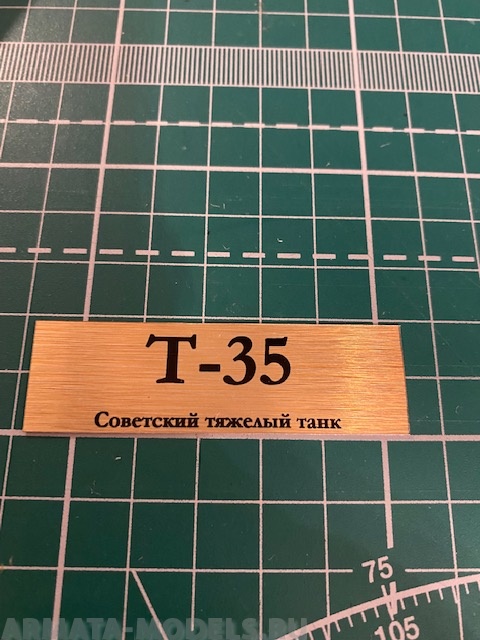 Т-35
Советский тяжелый танк
75
105
ARMATA-MODELS.RU